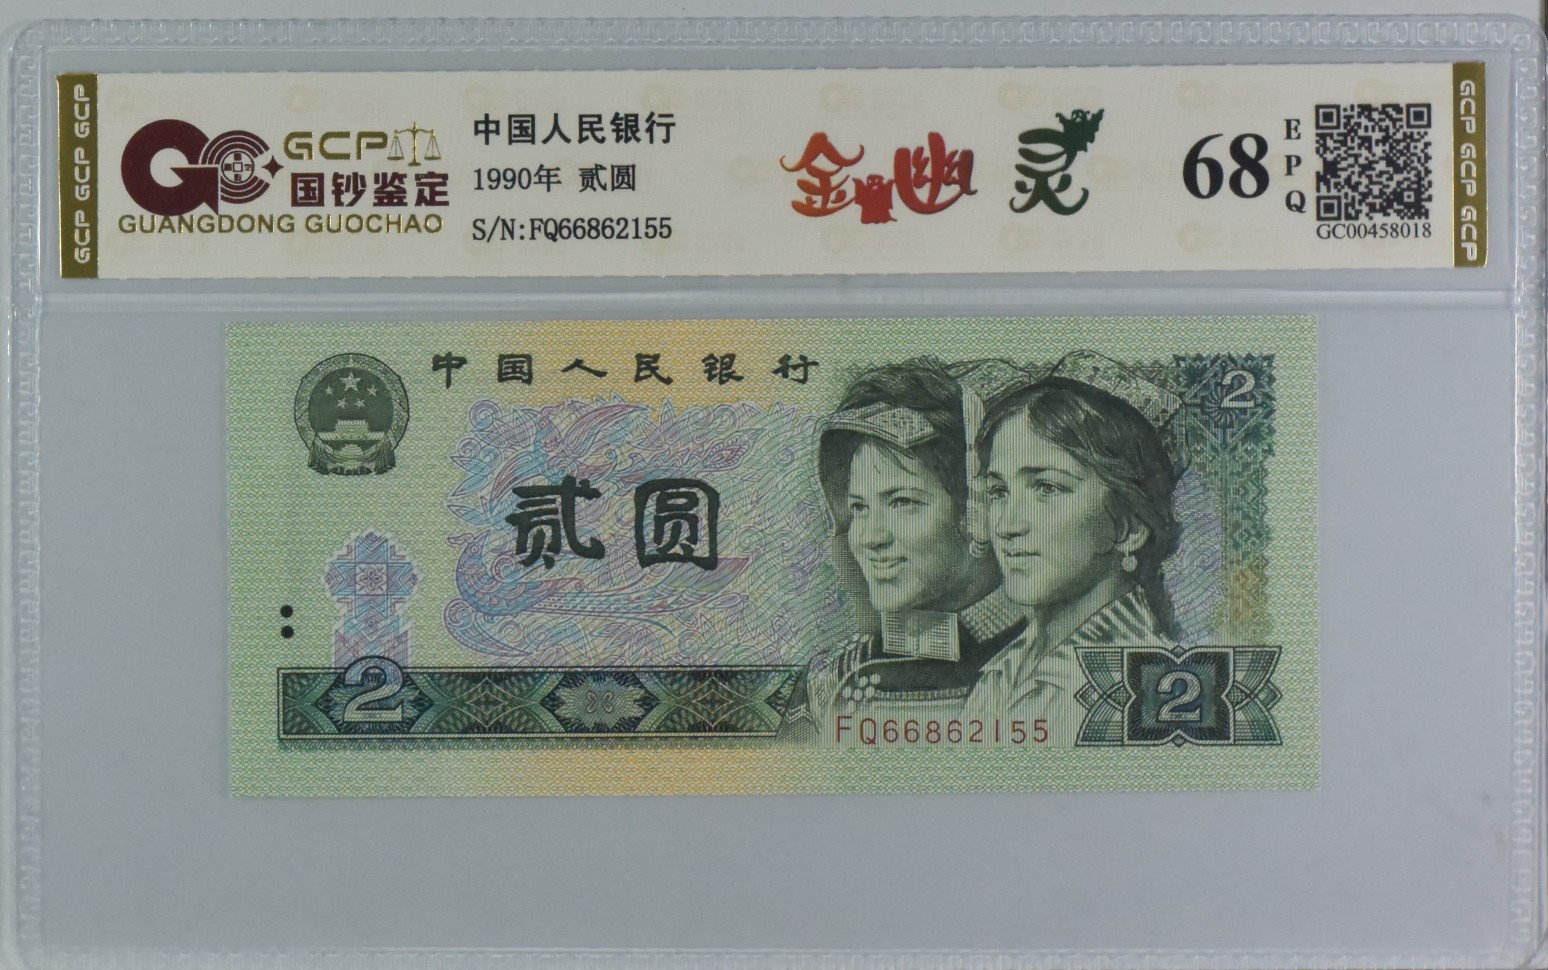 GCP GCP GCP
GCP
国钞鉴定
GUANGDONG GUOCHAO
中国人民银行
1990年 贰圆
S/N:FQ66862155
金幽灵
68
EPQ
GC00458018
GCP GCP GCP
中国人民银行
2
贰圆
2
FQ66862155
2